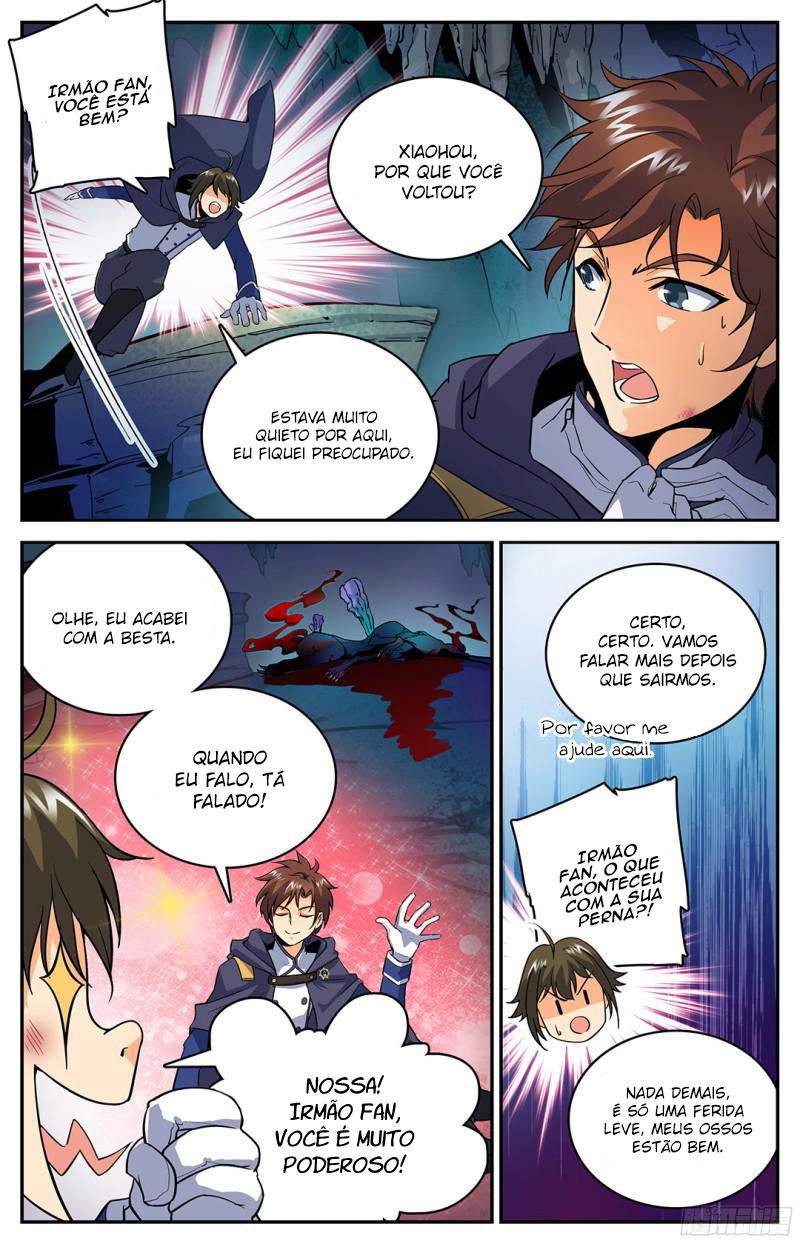 IRMÃO FAN,
VOCÊ ESTÁ
BEM?
XIAOHOU,
POR QUE VOCÊ
VOLTOU?
ESTAVA MUITO
QUIETO POR AQUI,
EU FIQUEI PREOCUPADO.
OLHE, EU ACABEI
COM A BESTA.
QUANDO
EU FALO, TÁ
FALADO!
NOSSA!
IRMÃO FAN,
VOCÊ É MUITO
PODEROSO!
CERTO,
CERTO. VAMOS
FALAR MAIS DEPOIS
QUE SAIRMOS.
Por favor me
ajude aqui.
IRMÃO
FAN, O QUE
ACONTECEU
COM A SUA
PERNA?!
NADA DEMAIS,
É SÓ UMA FERIDA
LEVE, MEUS OSSOS
ESTÃO BEM.